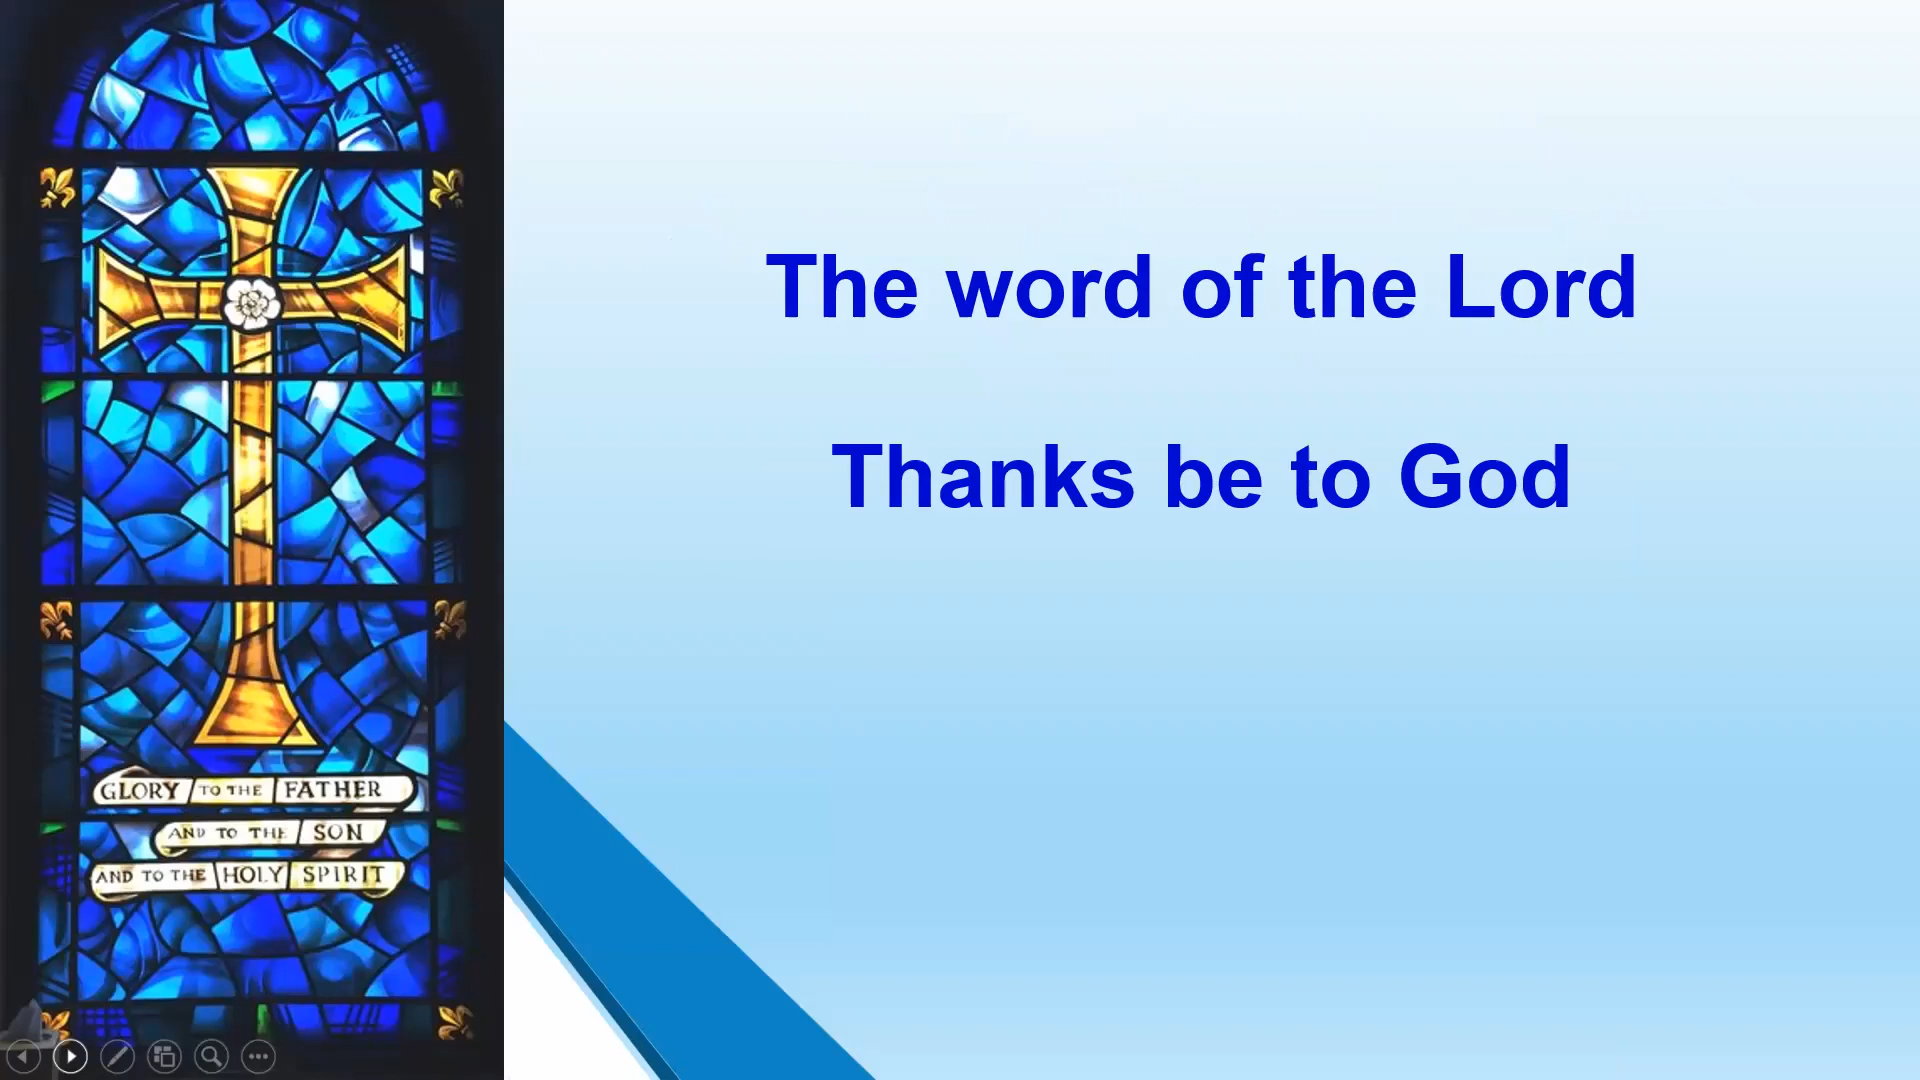 The word of the Lord
Thanks be to God
GLORY TO THE FATHER
AND TO THE SON
AND TO THE HOLY SPIRIT